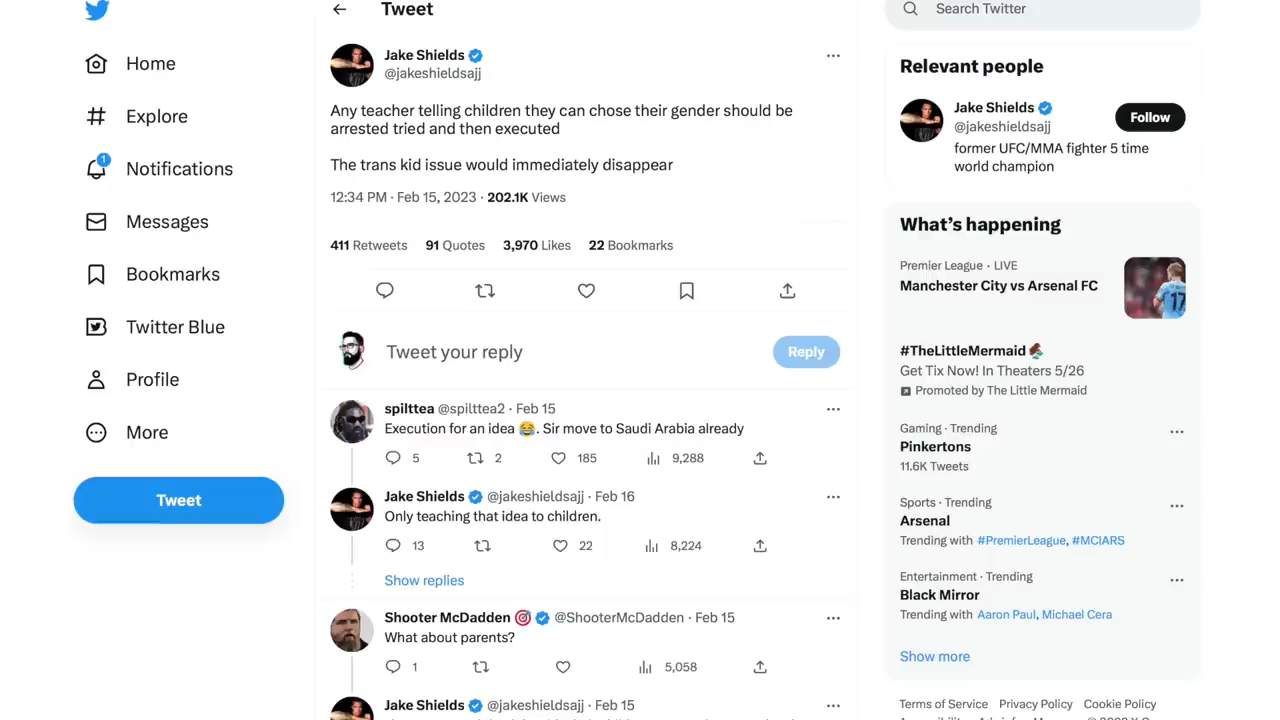 Tweet
Search Twitter
Home
Explore
1
Notifications
Messages
Bookmarks
Twitter Blue
Profile
More
Tweet
Jake Shields
@jakeshieldsajj
Any teacher telling children they can chose their gender should be
arrested tried and then executed
The trans kid issue would immediately disappear
12:34 PM · Feb 15, 2023 · 202.1K Views
411 Retweets 91 Quotes 3,970 Likes 22 Bookmarks
Tweet your reply
Reply
spilttea @spilttea2 · Feb 15
Execution for an idea 😂. Sir move to Saudi Arabia already
5 2 185 9,288
Jake Shields @jakeshieldsajj · Feb 16
Only teaching that idea to children.
13 22 8,224
Show replies
Shooter McDadden 🎯 @ShooterMcDadden · Feb 15
What about parents?
1 5,058
Jake Shields @jakeshieldsajj · Feb 15
Relevant people
Jake Shields
@jakeshieldsajj
Follow
former UFC/MMA fighter 5 time
world champion
What's happening
Premier League · LIVE
Manchester City vs Arsenal FC
17
#TheLittleMermaid
Get Tix Now! In Theaters 5/26
Promoted by The Little Mermaid
Gaming · Trending
Pinkertons
11.6K Tweets
Sports · Trending
Arsenal
Trending with #PremierLeague, #MCIARS
Entertainment · Trending
Black Mirror
Trending with Aaron Paul, Michael Cera
Show more
Terms of Service Privacy Policy Cookie Policy